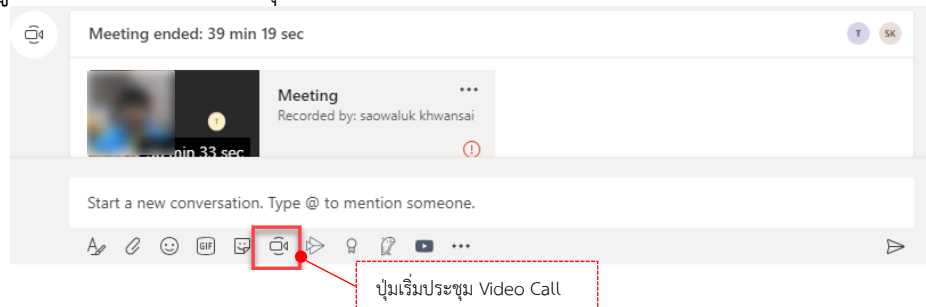 Meeting ended: 39 min 19 sec
T SK
Meeting
Recorded by: saowaluk khwansai
T
min 33 sec
Start a new conversation. Type @ to mention someone.
GIF
ปุ่มเริ่มประชุม Video Call